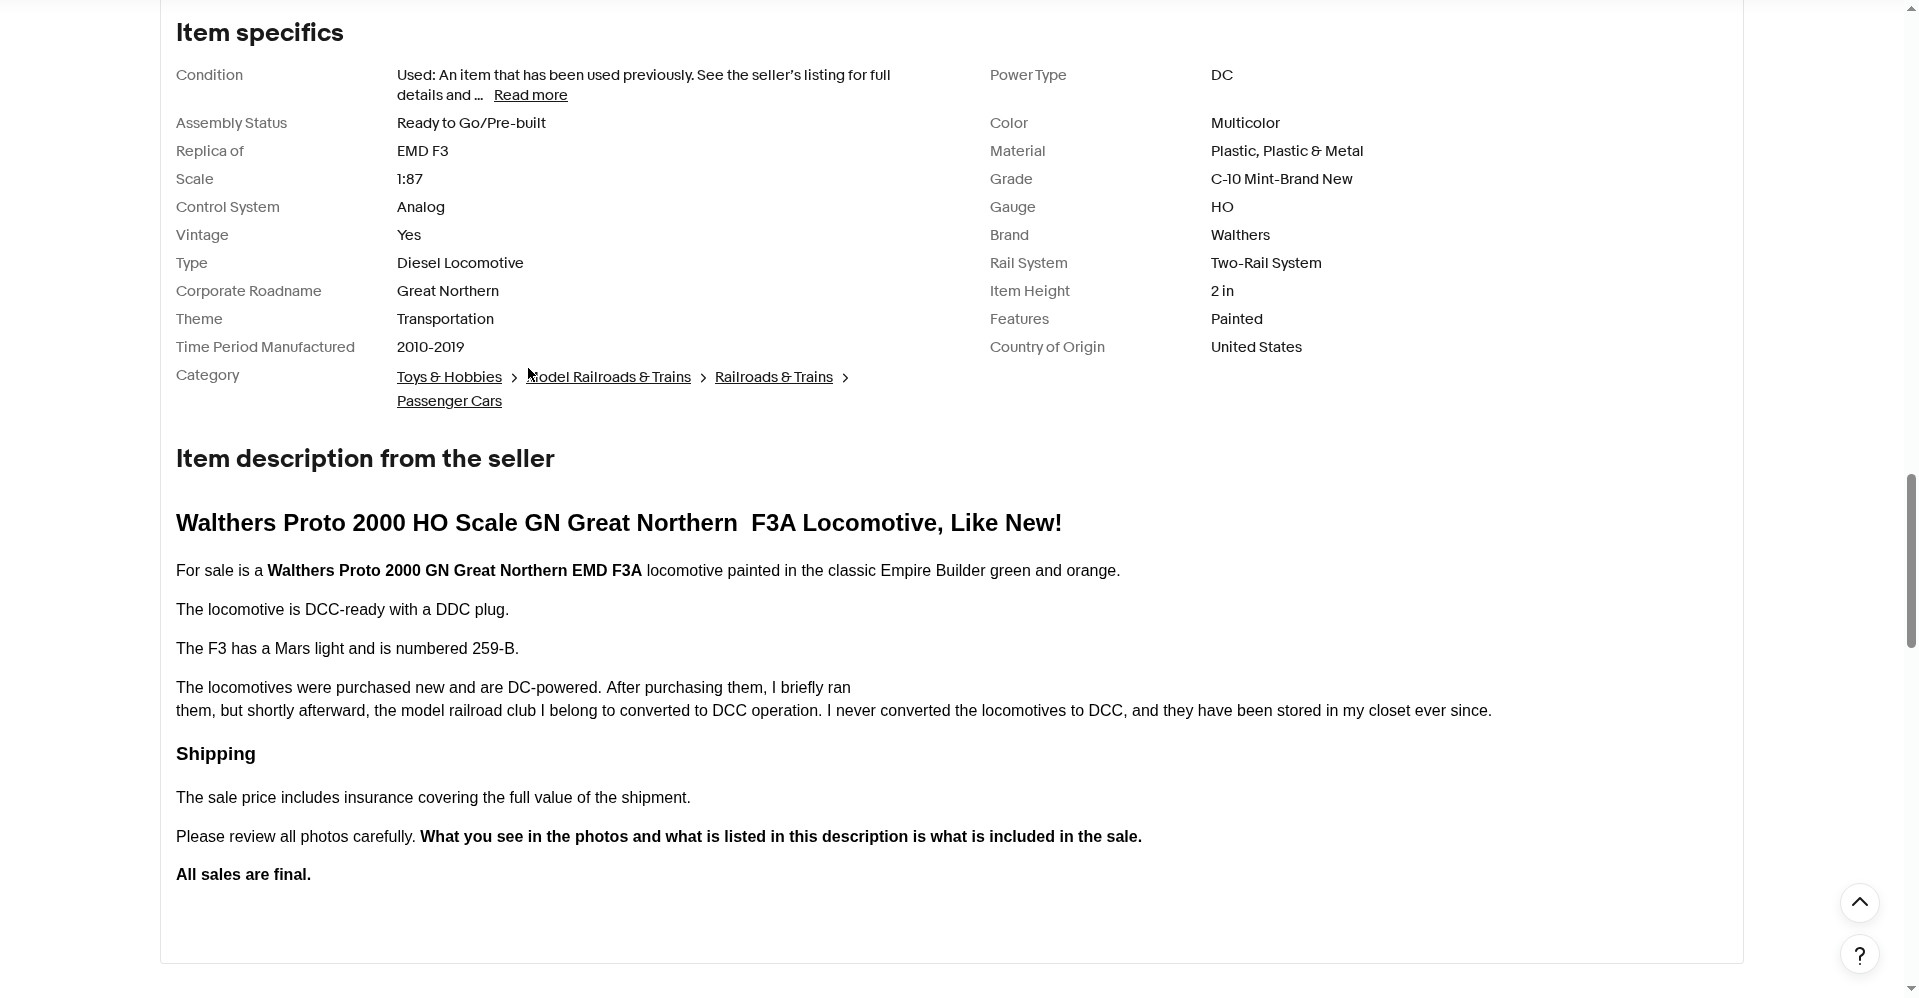 Item specifics
Condition
Used: An item that has been used previously. See the seller's listing for full
details and ... Read more
Power Type
DC
Assembly Status
Ready to Go/Pre-built
Color
Multicolor
Replica of
EMD F3
Material
Plastic, Plastic & Metal
Scale
1:87
Grade
C-10 Mint-Brand New
Control System
Analog
Gauge
HO
Vintage
Yes
Brand
Walthers
Type
Diesel Locomotive
Rail System
Two-Rail System
Corporate Roadname
Great Northern
Item Height
2 in
Theme
Transportation
Features
Painted
Time Period Manufactured
2010-2019
Country of Origin
United States
Category
Toys & Hobbies > Model Railroads & Trains > Railroads & Trains >
Passenger Cars
Item description from the seller
Walthers Proto 2000 HO Scale GN Great Northern  F3A Locomotive, Like New!
For sale is a Walthers Proto 2000 GN Great Northern EMD F3A locomotive painted in the classic Empire Builder green and orange.
The locomotive is DCC-ready with a DDC plug.
The F3 has a Mars light and is numbered 259-B.
The locomotives were purchased new and are DC-powered. After purchasing them, I briefly ran
them, but shortly afterward, the model railroad club I belong to converted to DCC operation. I never converted the locomotives to DCC, and they have been stored in my closet ever since.
Shipping
The sale price includes insurance covering the full value of the shipment.
Please review all photos carefully. What you see in the photos and what is listed in this description is what is included in the sale.
All sales are final.
?